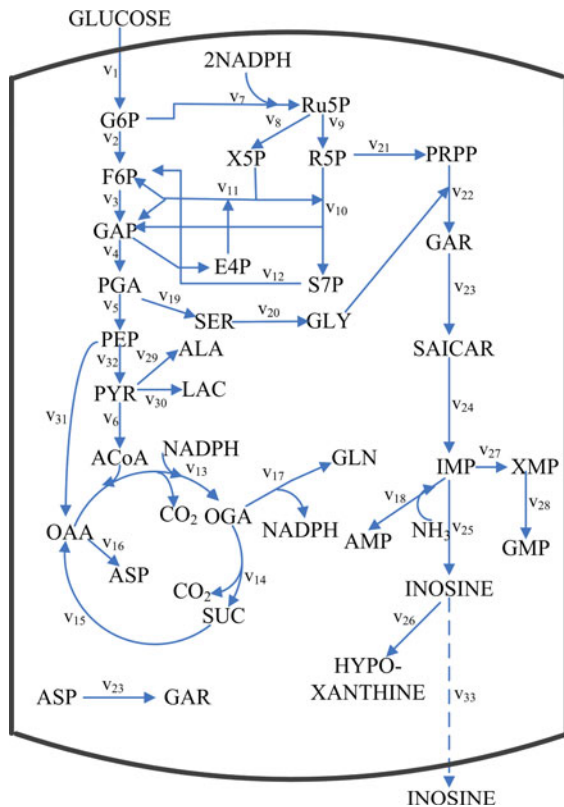 GLUCOSE
v1
2NADPH
v7
G6P
Ru5P
v2
v8
v9
X5P
R5P
v21
PRPP
F6P
v11
v22
v3
v10
GAP
GAR
v4
E4P
v12
S7P
PGA
v23
v19
v5
SER
v20
GLY
PEP
ALA
SAICAR
v29
v32
PYR
LAC
v30
v31
v24
v6
ACoA
NADPH
v13
GLN
IMP
v27
XMP
v17
v18
v28
CO2
OGA
OAA
NADPH
AMP
NH3
v25
v16
GMP
ASP
v14
CO2
INOSINE
SUC
v15
v26
HYPO-
XANTHINE
ASP
v23
GAR
v33
INOSINE